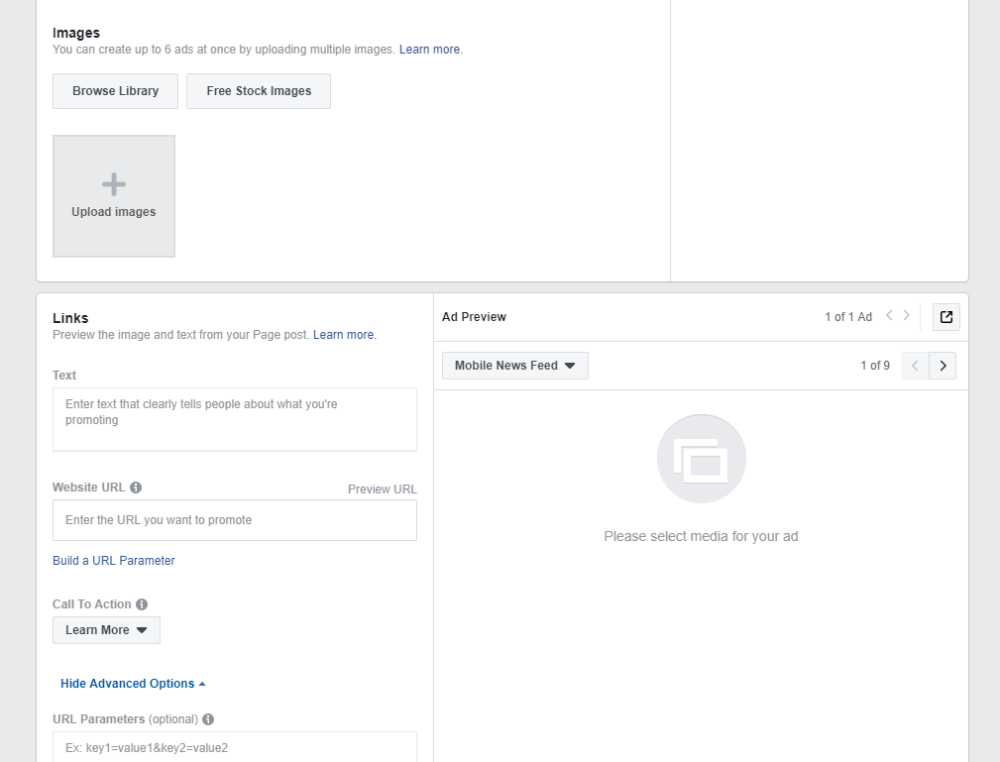 Images
You can create up to 6 ads at once by uploading multiple images. Learn more.
Browse Library
Free Stock Images
Upload images
Links
Preview the image and text from your Page post. Learn more.
Text
Enter text that clearly tells people about what you're
promoting
Website URL
Preview URL
Enter the URL you want to promote
Build a URL Parameter
Call To Action
Learn More
Hide Advanced Options
URL Parameters (optional)
Ex: key1=value1&key2=value2
Ad Preview
1 of 1 Ad
Mobile News Feed
1 of 9
Please select media for your ad